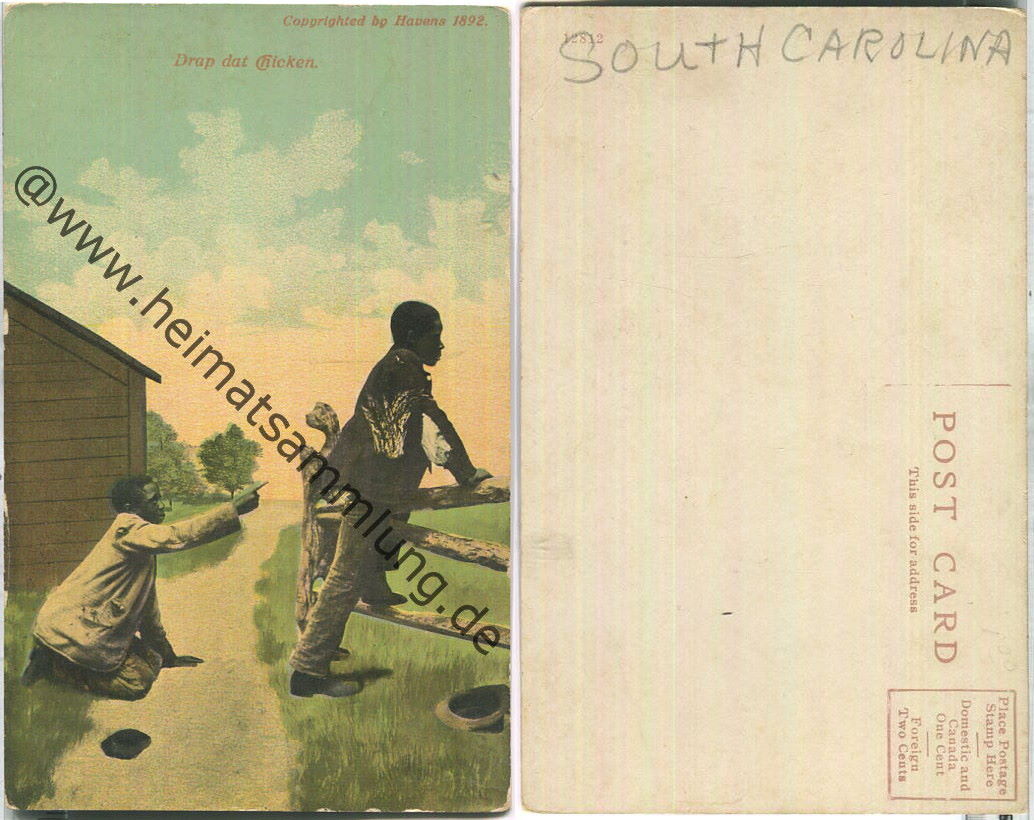 Copyrighted by Havens 1892.
Drap dat Chicken.
@www.heimatsammlung.de
12812
SOUTH CAROLINA
POST CARD
This side for address
Place Postage
Stamp Here
Domestic and
Canada
One Cent
Foreign
Two Cents